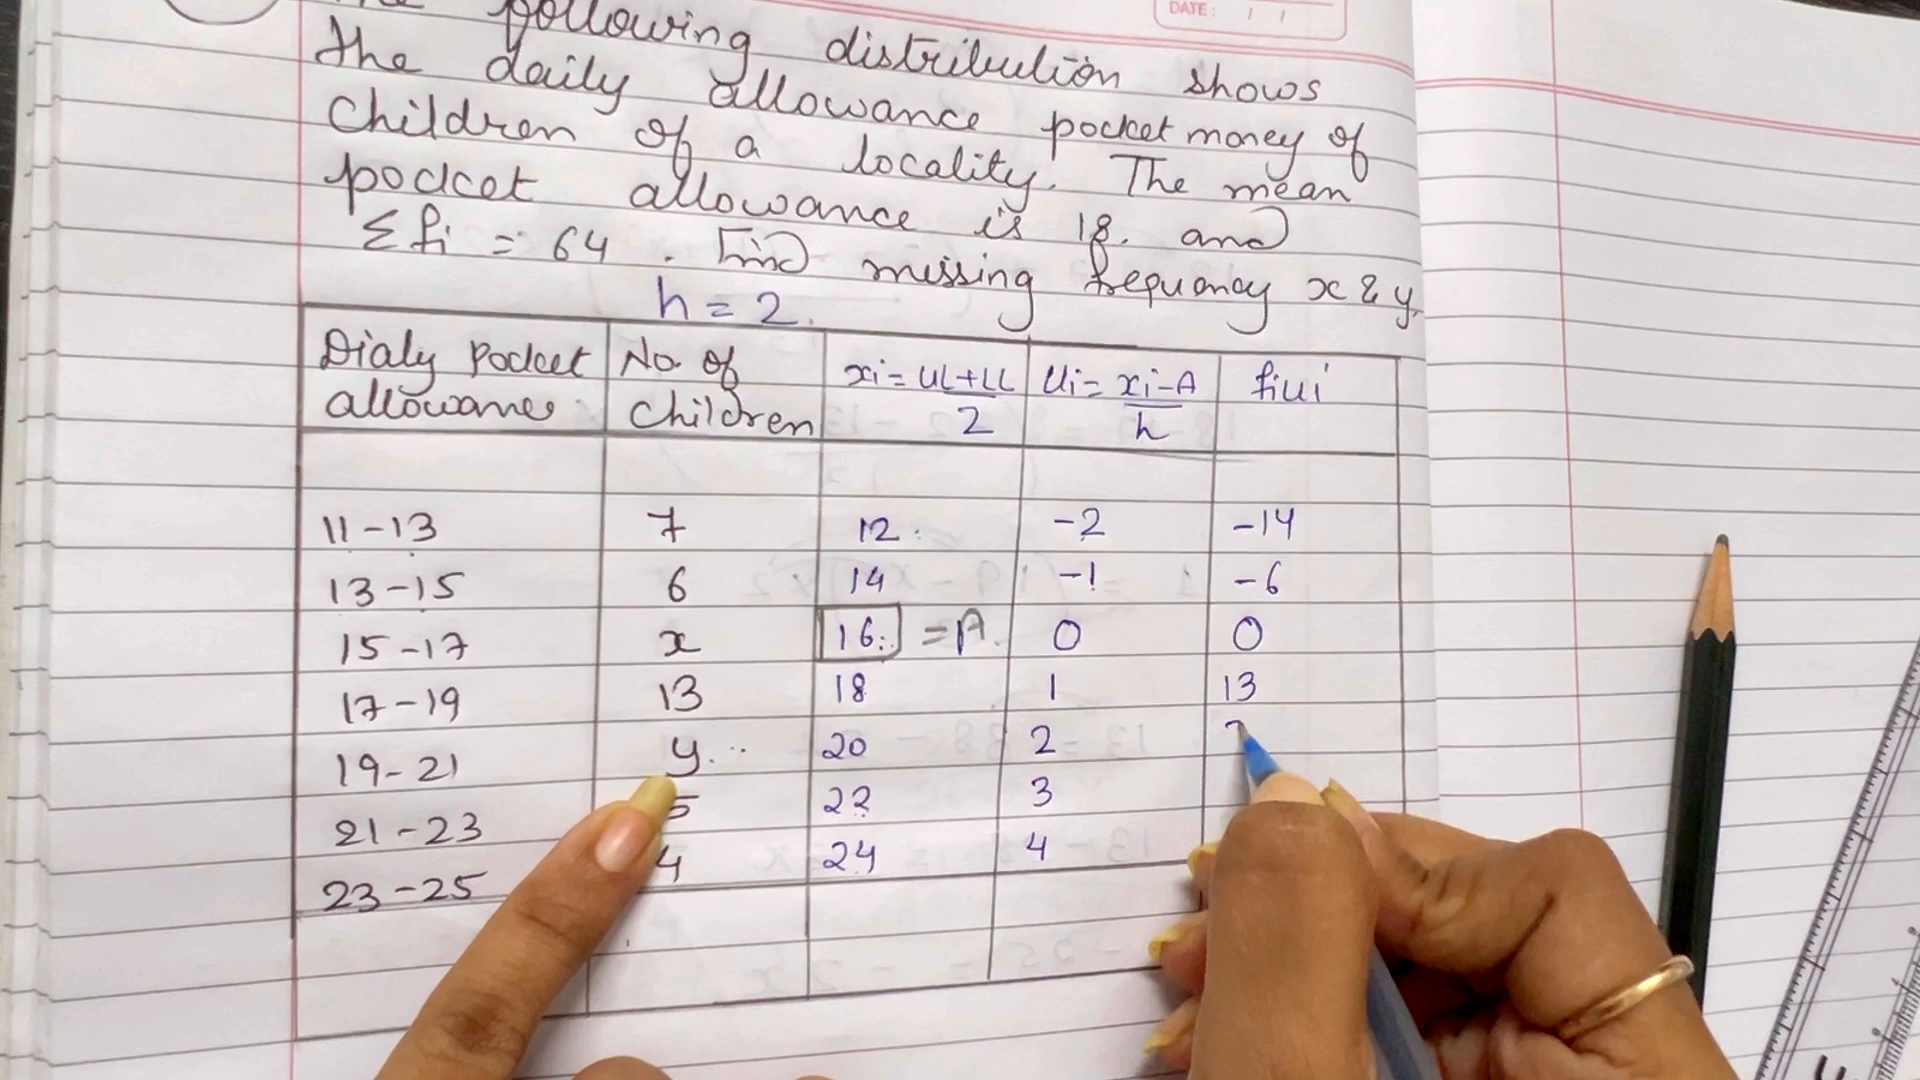 DATE: / /
following distribution shows
the daily allowance pocket money of
Children of a locality. The mean
pocket allowance is 18. and
Σfi = 64 . Find missing frequency x & y.
h = 2.
Dialy Pocket allowance No. of Children xi = UL+LL/2 Ui = xi-A/h fiui
11-13 7 12 -2 -14
13-15 6 14 -1 -6
15-17 x 16 = A. 0 0
17-19 13 18 1 13
19-21 y 20 2
21-23 5 22 3
23-25 4 24 4